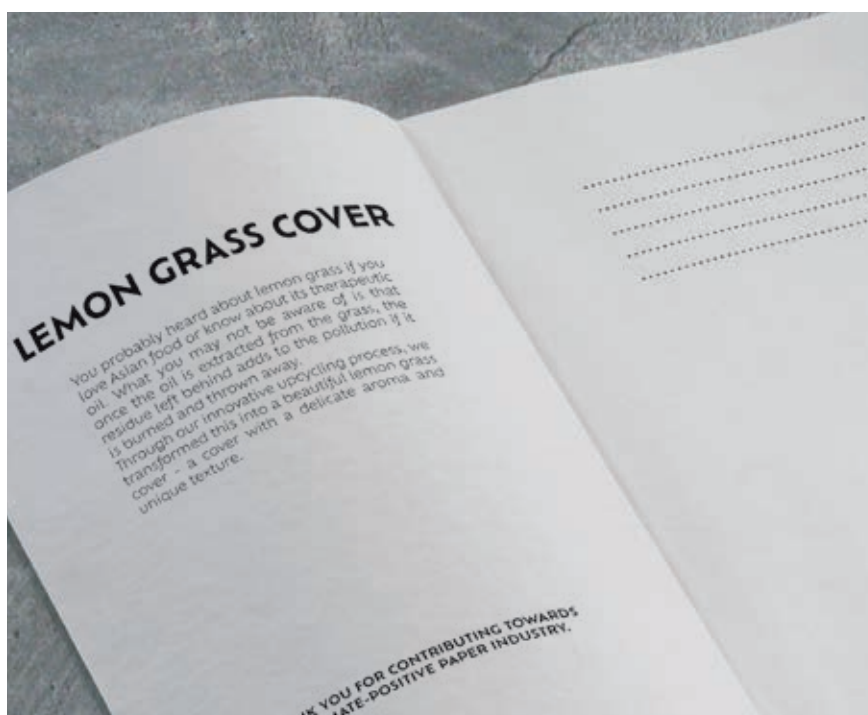 LEMON GRASS COVER
You probably heard about lemon grass if you
love Asian food or know about its therapeutic
oil. What you may not be aware of is that
once the oil is extracted from the grass, the
residue left behind adds to the pollution if it
is burned and thrown away.
Through our innovative upcycling process, we
transformed this into a beautiful lemon grass
cover - a cover with a delicate aroma and
unique texture.
YOU FOR CONTRIBUTING TOWARDS
-POSITIVE PAPER INDUSTRY.